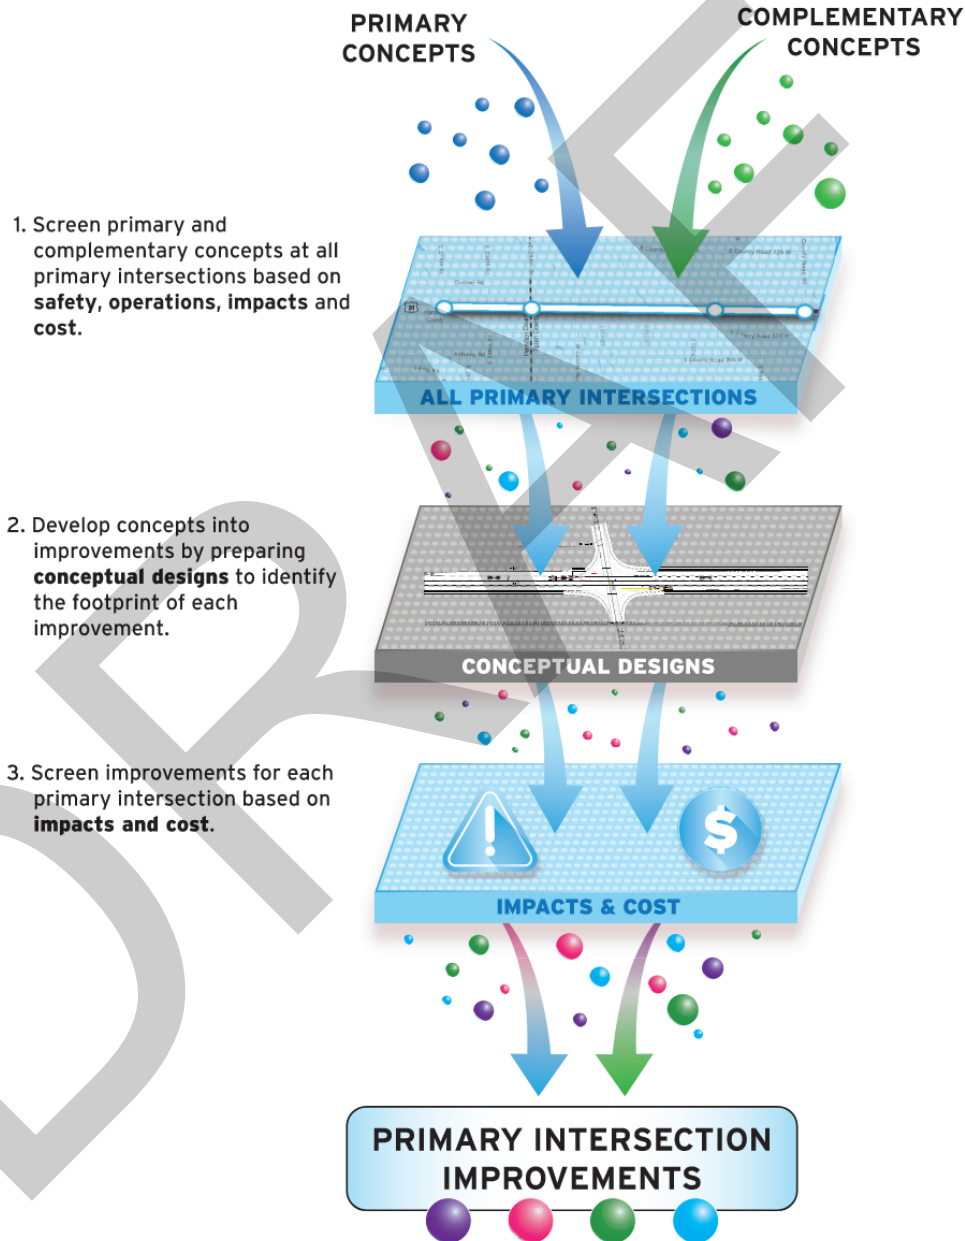 PRIMARY
CONCEPTS
COMPLEMENTARY
CONCEPTS
1. Screen primary and
complementary concepts at all
primary intersections based on
safety, operations, impacts and
cost.
Dunbar Rd
31
ALL PRIMARY INTERSECTIONS
2. Develop concepts into
improvements by preparing
conceptual designs to identify
the footprint of each
improvement.
CONCEPTUAL DESIGNS
3. Screen improvements for each
primary intersection based on
impacts and cost.
!
$
IMPACTS & COST
PRIMARY INTERSECTION
IMPROVEMENTS
DRAFT